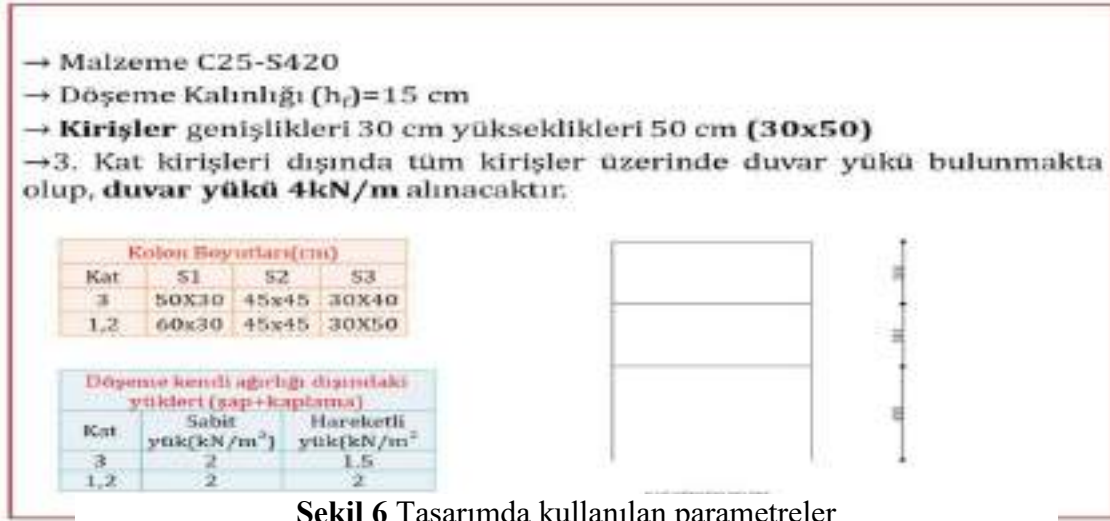 → Malzeme C25-S420
→ Döşeme Kalınlığı (hf)=15 cm
→ Kirişler genişlikleri 30 cm yükseklikleri 50 cm (30x50)
→3. Kat kirişleri dışında tüm kirişler üzerinde duvar yükü bulunmakta
olup, duvar yükü 4kN/m alınacaktır.
Kolon Boyutları(cm)
Kat S1 S2 S3
3 50X30 45x45 30X40
1,2 60x30 45x45 30X50
Döşeme kendi ağırlığı dışındaki
yükleri (şap+kaplama)
Kat Sabit yük(kN/m²) Hareketli yük(kN/m²
3 2 1.5
1,2 2 2
Şekil 6 Tasarımda kullanılan parametreler